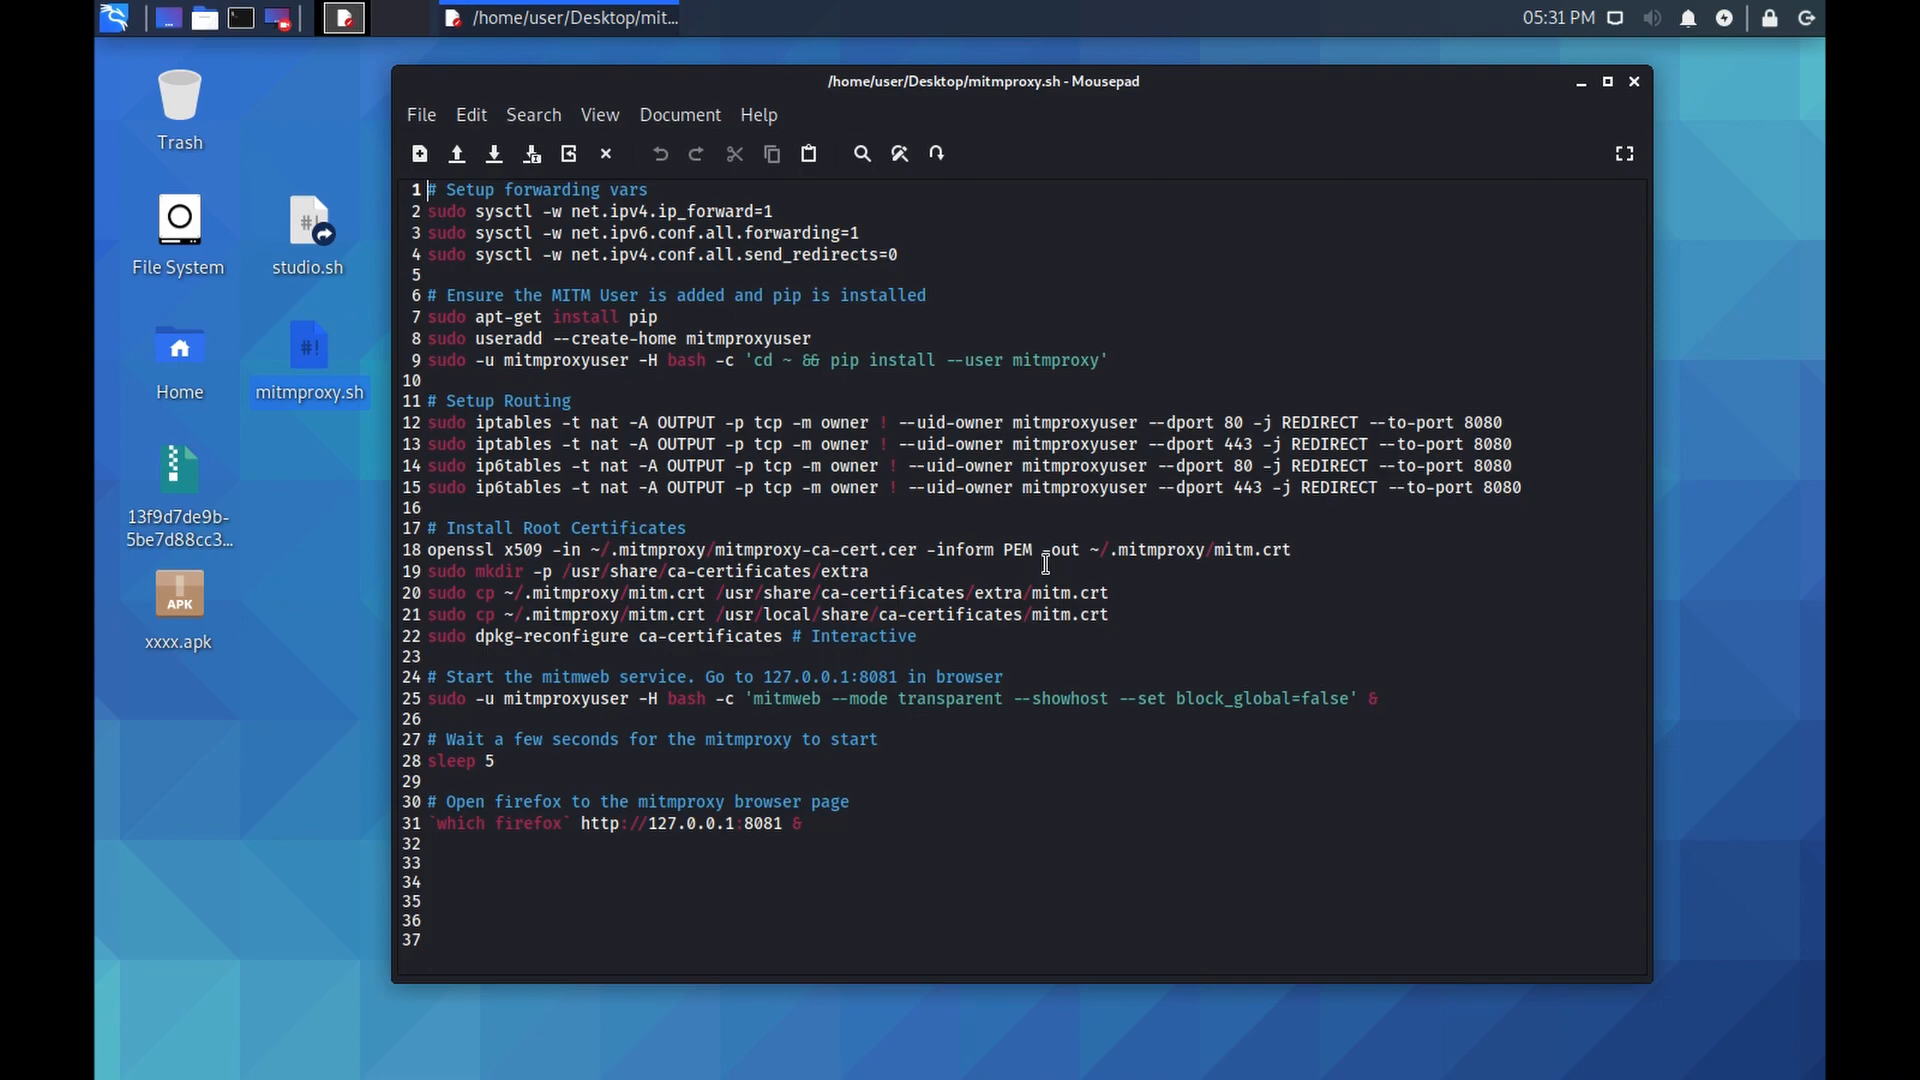 /home/user/Desktop/mit...
05:31 PM
/home/user/Desktop/mitmproxy.sh - Mousepad
File Edit Search View Document Help
Trash
File System
studio.sh
Home
mitmproxy.sh
13f9d7de9b-
5be7d88cc3...
APK
xxxx.apk
1 # Setup forwarding vars
2 sudo sysctl -w net.ipv4.ip_forward=1
3 sudo sysctl -w net.ipv6.conf.all.forwarding=1
4 sudo sysctl -w net.ipv4.conf.all.send_redirects=0
5
6 # Ensure the MITM User is added and pip is installed
7 sudo apt-get install pip
8 sudo useradd --create-home mitmproxyuser
9 sudo -u mitmproxyuser -H bash -c 'cd ~ && pip install --user mitmproxy'
10
11 # Setup Routing
12 sudo iptables -t nat -A OUTPUT -p tcp -m owner ! --uid-owner mitmproxyuser --dport 80 -j REDIRECT --to-port 8080
13 sudo iptables -t nat -A OUTPUT -p tcp -m owner ! --uid-owner mitmproxyuser --dport 443 -j REDIRECT --to-port 8080
14 sudo ip6tables -t nat -A OUTPUT -p tcp -m owner ! --uid-owner mitmproxyuser --dport 80 -j REDIRECT --to-port 8080
15 sudo ip6tables -t nat -A OUTPUT -p tcp -m owner ! --uid-owner mitmproxyuser --dport 443 -j REDIRECT --to-port 8080
16
17 # Install Root Certificates
18 openssl x509 -in ~/.mitmproxy/mitmproxy-ca-cert.cer -inform PEM -out ~/.mitmproxy/mitm.crt
19 sudo mkdir -p /usr/share/ca-certificates/extra
20 sudo cp ~/.mitmproxy/mitm.crt /usr/share/ca-certificates/extra/mitm.crt
21 sudo cp ~/.mitmproxy/mitm.crt /usr/local/share/ca-certificates/mitm.crt
22 sudo dpkg-reconfigure ca-certificates # Interactive
23
24 # Start the mitmweb service. Go to 127.0.0.1:8081 in browser
25 sudo -u mitmproxyuser -H bash -c 'mitmweb --mode transparent --showhost --set block_global=false' &
26
27 # Wait a few seconds for the mitmproxy to start
28 sleep 5
29
30 # Open firefox to the mitmproxy browser page
31 `which firefox` http://127.0.0.1:8081 &
32
33
34
35
36
37